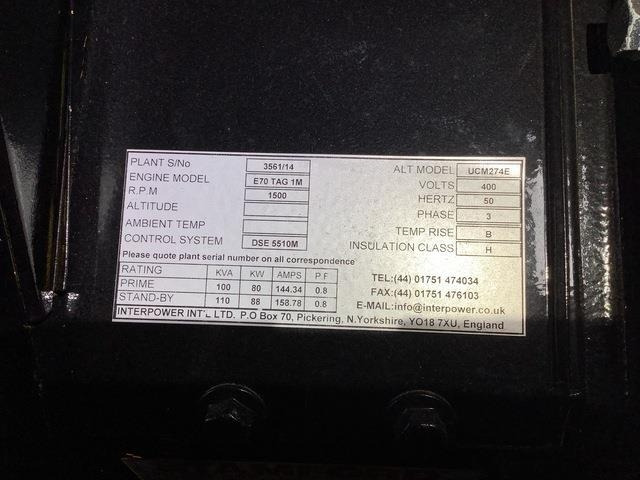 PLANT S/No 3561/14 ALT MODEL UCM274E
ENGINE MODEL E70 TAG 1M VOLTS 400
R.P.M 1500 HERTZ 50
ALTITUDE PHASE 3
AMBIENT TEMP TEMP RISE B
CONTROL SYSTEM DSE 5510M INSULATION CLASS H
Please quote plant serial number on all correspondence
RATING KVA KW AMPS P F
PRIME 100 80 144.34 0.8
STAND-BY 110 88 158.78 0.8
TEL:(44) 01751 474034
FAX:(44) 01751 476103
E-MAIL:info@interpower.co.uk
INTERPOWER INT'L LTD. P.O Box 70, Pickering, N.Yorkshire, YO18 7XU, England